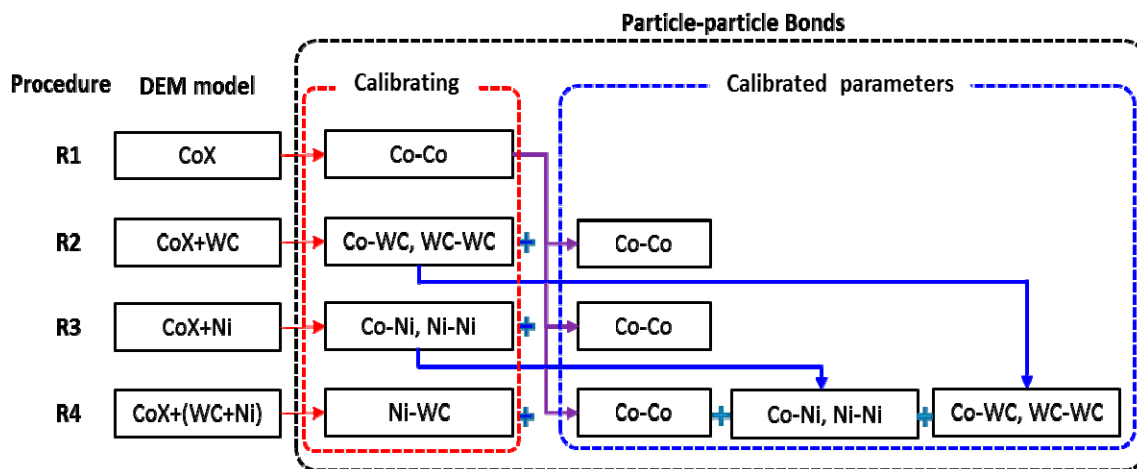 Particle-particle Bonds
Procedure DEM model Calibrating Calibrated parameters
R1 CoX Co-Co
R2 CoX+WC Co-WC, WC-WC + Co-Co
R3 CoX+Ni Co-Ni, Ni-Ni + Co-Co
R4 CoX+(WC+Ni) Ni-WC + Co-Co + Co-Ni, Ni-Ni + Co-WC, WC-WC